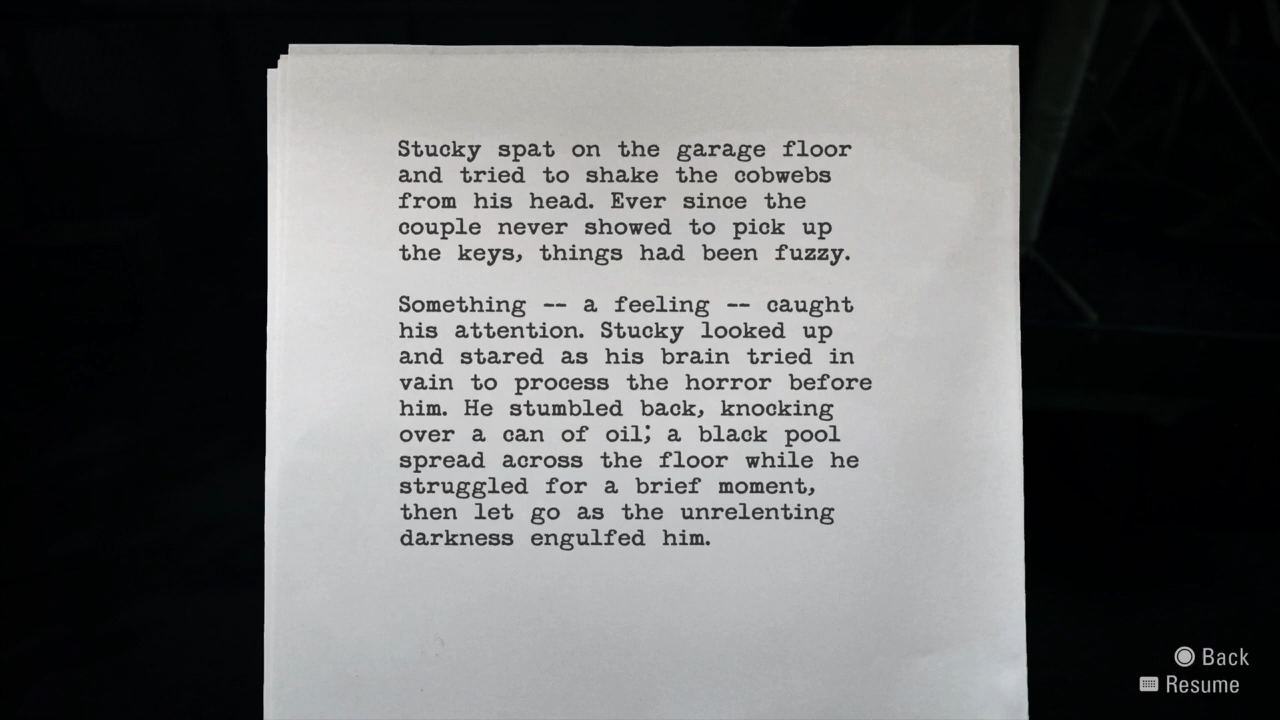 Stucky spat on the garage floor
and tried to shake the cobwebs
from his head. Ever since the
couple never showed to pick up
the keys, things had been fuzzy.
Something -- a feeling -- caught
his attention. Stucky looked up
and stared as his brain tried in
vain to process the horror before
him. He stumbled back, knocking
over a can of oil; a black pool
spread across the floor while he
struggled for a brief moment,
then let go as the unrelenting
darkness engulfed him.
Back
Resume